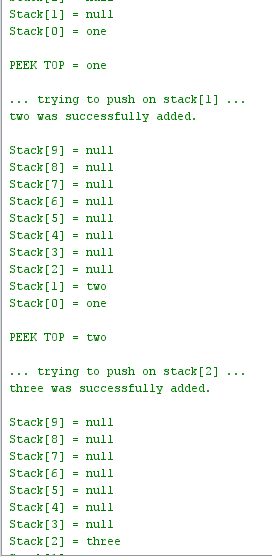 Stack[1] = null
Stack[0] = one
PEEK TOP = one
... trying to push on stack[1] ...
two was successfully added.
Stack[9] = null
Stack[8] = null
Stack[7] = null
Stack[6] = null
Stack[5] = null
Stack[4] = null
Stack[3] = null
Stack[2] = null
Stack[1] = two
Stack[0] = one
PEEK TOP = two
... trying to push on stack[2] ...
three was successfully added.
Stack[9] = null
Stack[8] = null
Stack[7] = null
Stack[6] = null
Stack[5] = null
Stack[4] = null
Stack[3] = null
Stack[2] = three